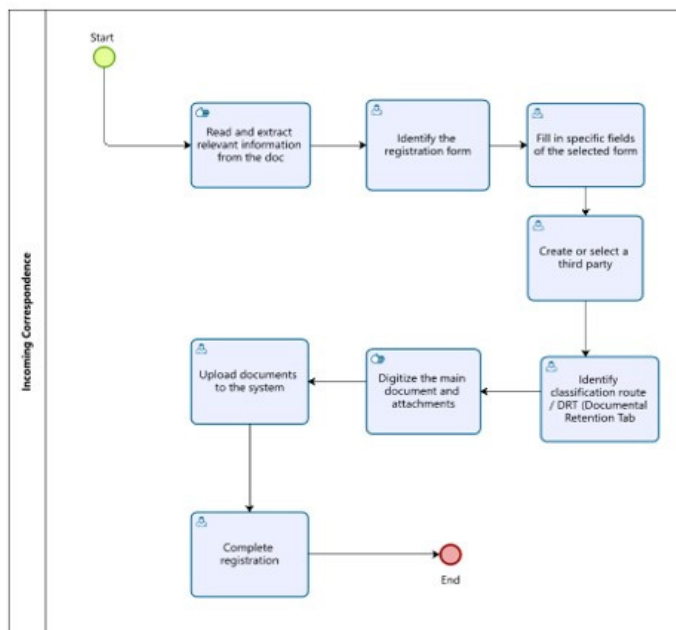 Incoming Correspondence
Start
Read and extract
relevant information
from the doc
Identify the
registration form
Fill in specific fields
of the selected form
Create or select a
third party
Identify
classification route
/ DRT (Documental
Retention Tab
Digitize the main
document and
attachments
Upload documents
to the system
Complete
registration
End